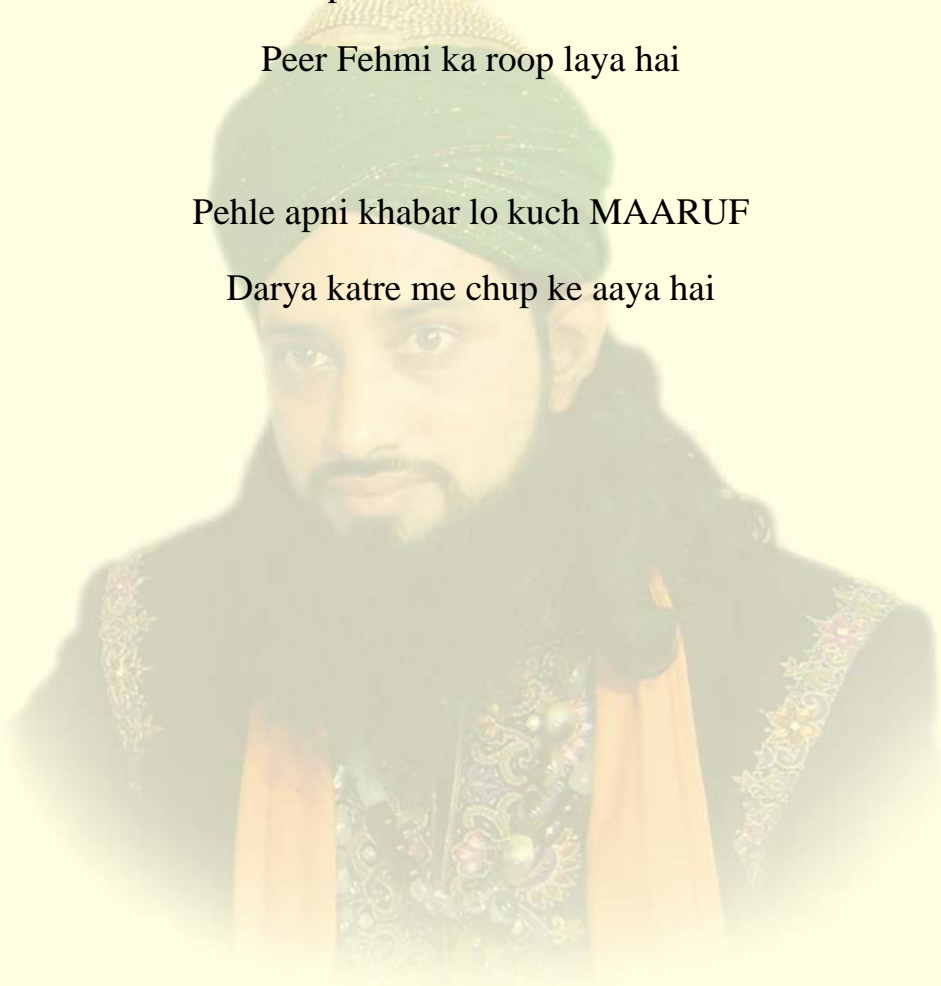 Peer Fehmi ka roop laya hai
Pehle apni khabar lo kuch MAARUF
Darya katre me chup ke aaya hai